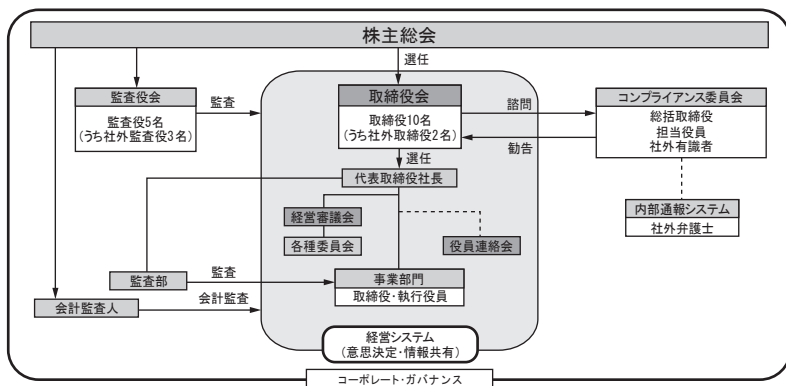 株主総会
選任
監査役会
監査役5名
(うち社外監査役3名)
監査
取締役会
取締役10名
(うち社外取締役2名)
諮問
勧告
コンプライアンス委員会
総括取締役
担当役員
社外有識者
選任
代表取締役社長
経営審議会
各種委員会
役員連絡会
内部通報システム
社外弁護士
監査部
監査
事業部門
取締役・執行役員
会計監査人
会計監査
経営システム
(意思決定・情報共有)
コーポレート・ガバナンス